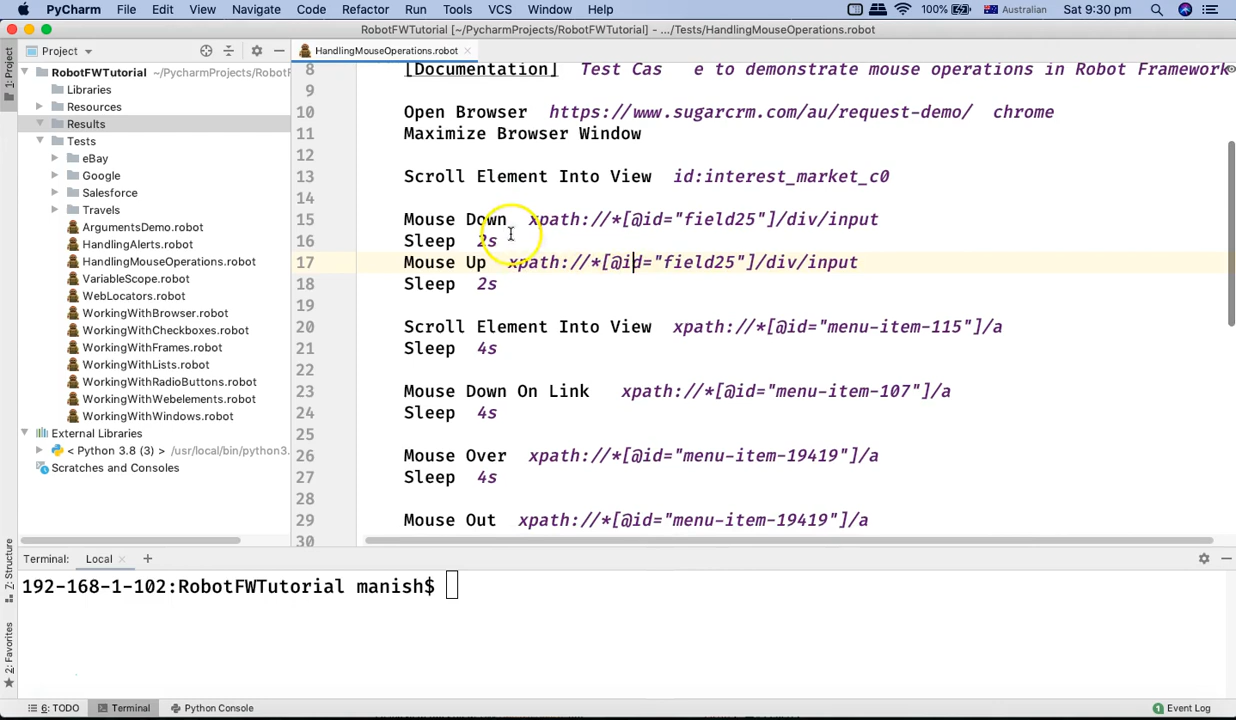 PyCharm File Edit View Navigate Code Refactor Run Tools VCS Window Help 100% Australian Sat 9:30 pm
RobotFWTutorial [~/PycharmProjects/RobotFWTutorial] - .../Tests/HandlingMouseOperations.robot
Project
HandlingMouseOperations.robot
1: Project
RobotFWTutorial ~/PycharmProjects/RobotF
Libraries
Resources
Results
Tests
eBay
Google
Salesforce
Travels
ArgumentsDemo.robot
HandlingAlerts.robot
HandlingMouseOperations.robot
VariableScope.robot
WebLocators.robot
WorkingWithBrowser.robot
WorkingWithCheckboxes.robot
WorkingWithFrames.robot
WorkingWithLists.robot
WorkingWithRadioButtons.robot
WorkingWithWebelements.robot
WorkingWithWindows.robot
External Libraries
< Python 3.8 (3) > /usr/local/bin/python3.
Scratches and Consoles
8 [Documentation] Test Cas e to demonstrate mouse operations in Robot Framework
9
10 Open Browser https://www.sugarcrm.com/au/request-demo/ chrome
11 Maximize Browser Window
12
13 Scroll Element Into View id:interest_market_c0
14
15 Mouse Down xpath://*[@id="field25"]/div/input
16 Sleep 2s
17 Mouse Up xpath://*[@id="field25"]/div/input
18 Sleep 2s
19
20 Scroll Element Into View xpath://*[@id="menu-item-115"]/a
21 Sleep 4s
22
23 Mouse Down On Link xpath://*[@id="menu-item-107"]/a
24 Sleep 4s
25
26 Mouse Over xpath://*[@id="menu-item-19419"]/a
27 Sleep 4s
28
29 Mouse Out xpath://*[@id="menu-item-19419"]/a
30
Terminal: Local +
192-168-1-102:RobotFWTutorial manish$
7: Structure
2: Favorites
6: TODO Terminal Python Console 1 Event Log